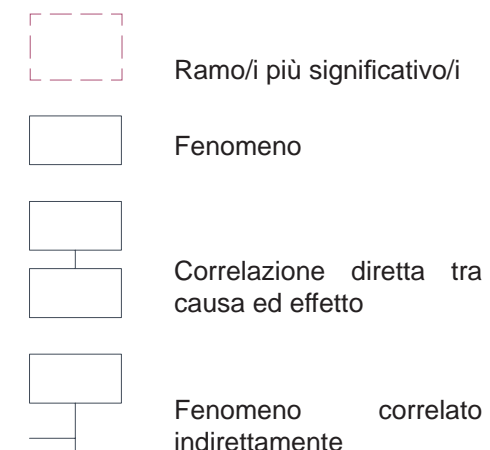 Ramo/i più significativo/i
Fenomeno
Correlazione diretta tra
causa ed effetto
Fenomeno correlato
indirettamente